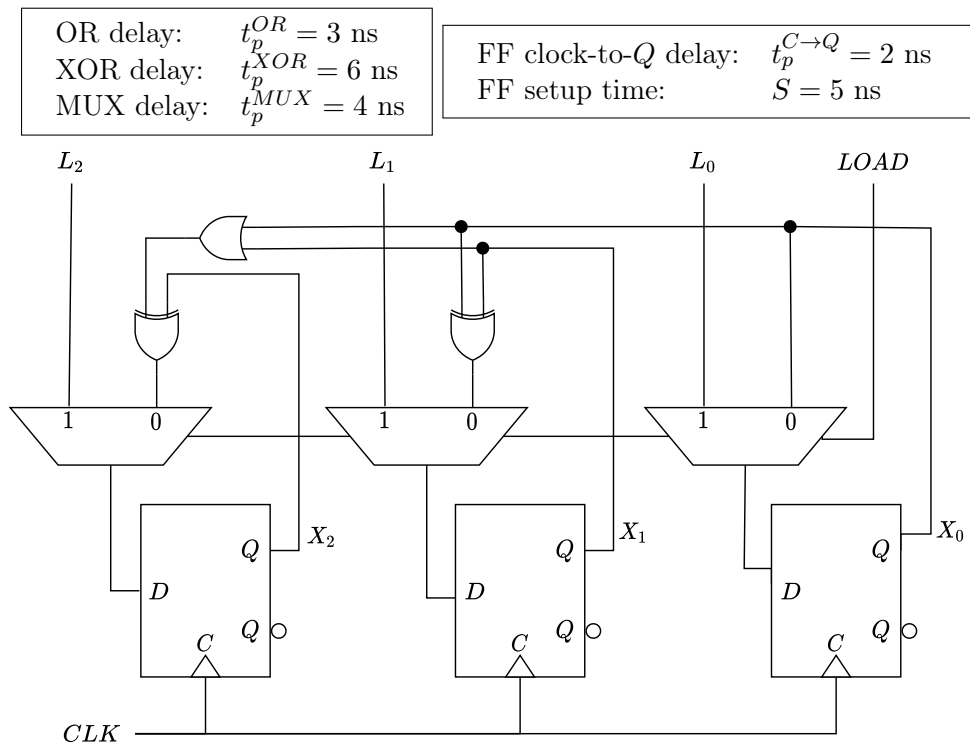 OR delay: $t_p^{OR} = 3$ ns
XOR delay: $t_p^{XOR} = 6$ ns
MUX delay: $t_p^{MUX} = 4$ ns
FF clock-to-$Q$ delay: $t_p^{C \to Q} = 2$ ns
FF setup time: $S = 5$ ns
$L_2$ $L_1$ $L_0$ $LOAD$
1 0 1 0 1 0
$X_2$ $X_1$ $X_0$
$Q$ $Q$ $Q$
$D$ $D$ $D$
$Q$ $Q$ $Q$
$C$ $C$ $C$
$CLK$